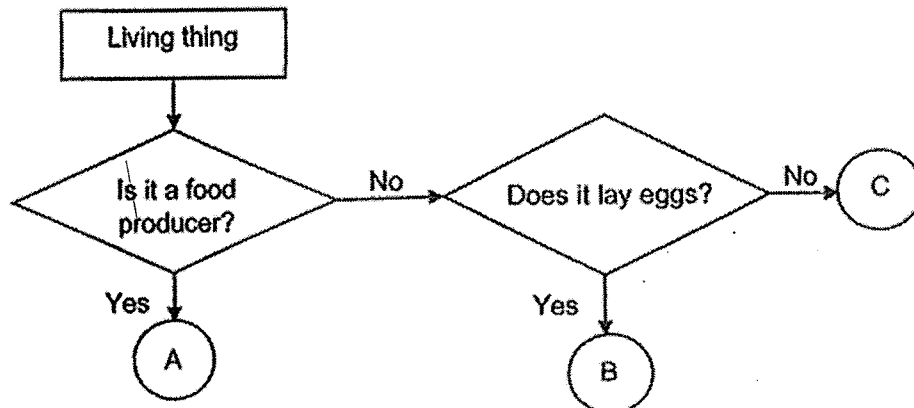 Living thing
Is it a food
producer?
No
Does it lay eggs?
No
C
Yes
A
Yes
B